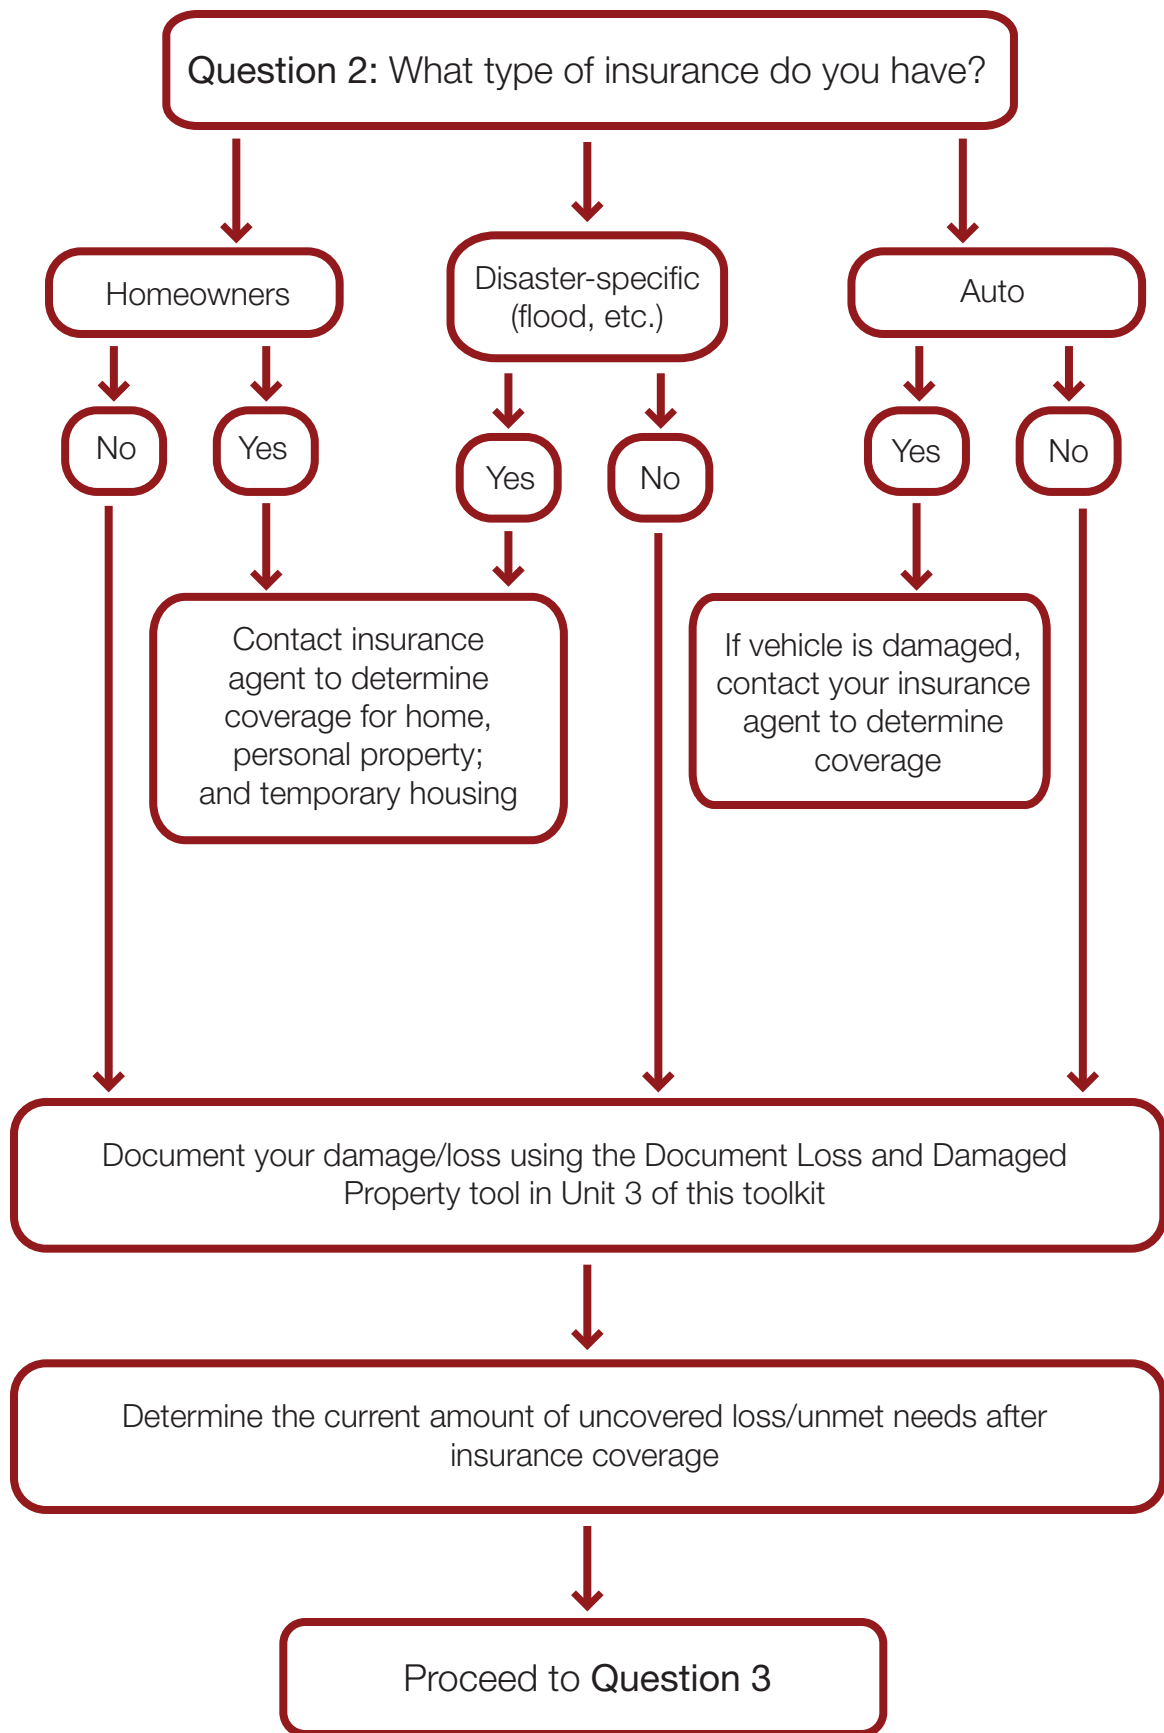 Question 2: What type of insurance do you have?
Homeowners
Disaster-specific
(flood, etc.)
Auto
No
Yes
Yes
No
Yes
No
Contact insurance
agent to determine
coverage for home,
personal property;
and temporary housing
If vehicle is damaged,
contact your insurance
agent to determine
coverage
Document your damage/loss using the Document Loss and Damaged
Property tool in Unit 3 of this toolkit
Determine the current amount of uncovered loss/unmet needs after
insurance coverage
Proceed to Question 3